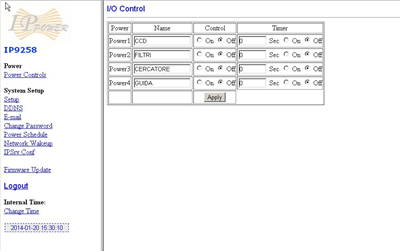 IP POWER
IP9258
Power
Power Controls
System Setup
Setup
DDNS
E-mail
Change Password
Power Schedule
Network Wakeup
IPSrv Conf
Firmware Update
Logout
Internal Time:
Change Time
2014-01-20 15:30:10
I/O Control
Power Name Control Timer
Power1 CCD On Off 0 Sec On Off
Power2 FILTRI On Off 0 Sec On Off
Power3 CERCATORE On Off 0 Sec On Off
Power4 GUIDA On Off 0 Sec On Off
Apply